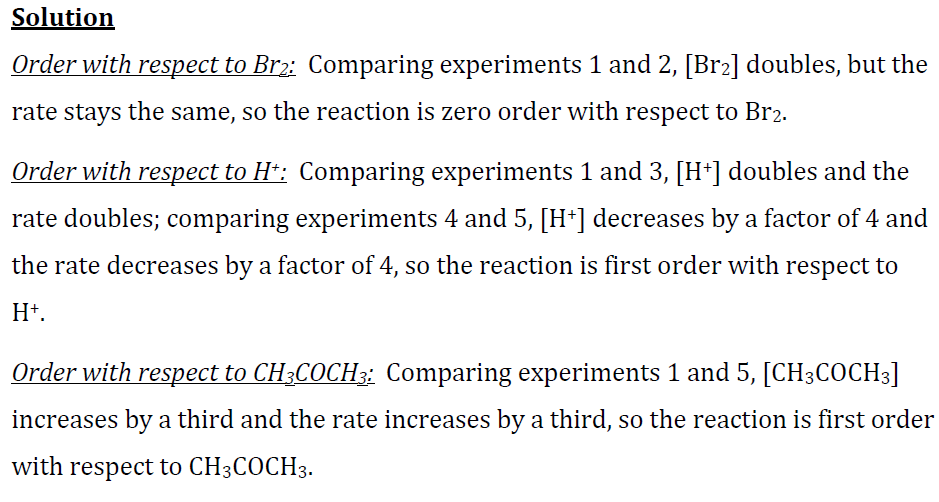 Solution
Order with respect to Br₂: Comparing experiments 1 and 2, [Br₂] doubles, but the
rate stays the same, so the reaction is zero order with respect to Br₂.
Order with respect to H⁺: Comparing experiments 1 and 3, [H⁺] doubles and the
rate doubles; comparing experiments 4 and 5, [H⁺] decreases by a factor of 4 and
the rate decreases by a factor of 4, so the reaction is first order with respect to
H⁺.
Order with respect to CH₃COCH₃: Comparing experiments 1 and 5, [CH₃COCH₃]
increases by a third and the rate increases by a third, so the reaction is first order
with respect to CH₃COCH₃.